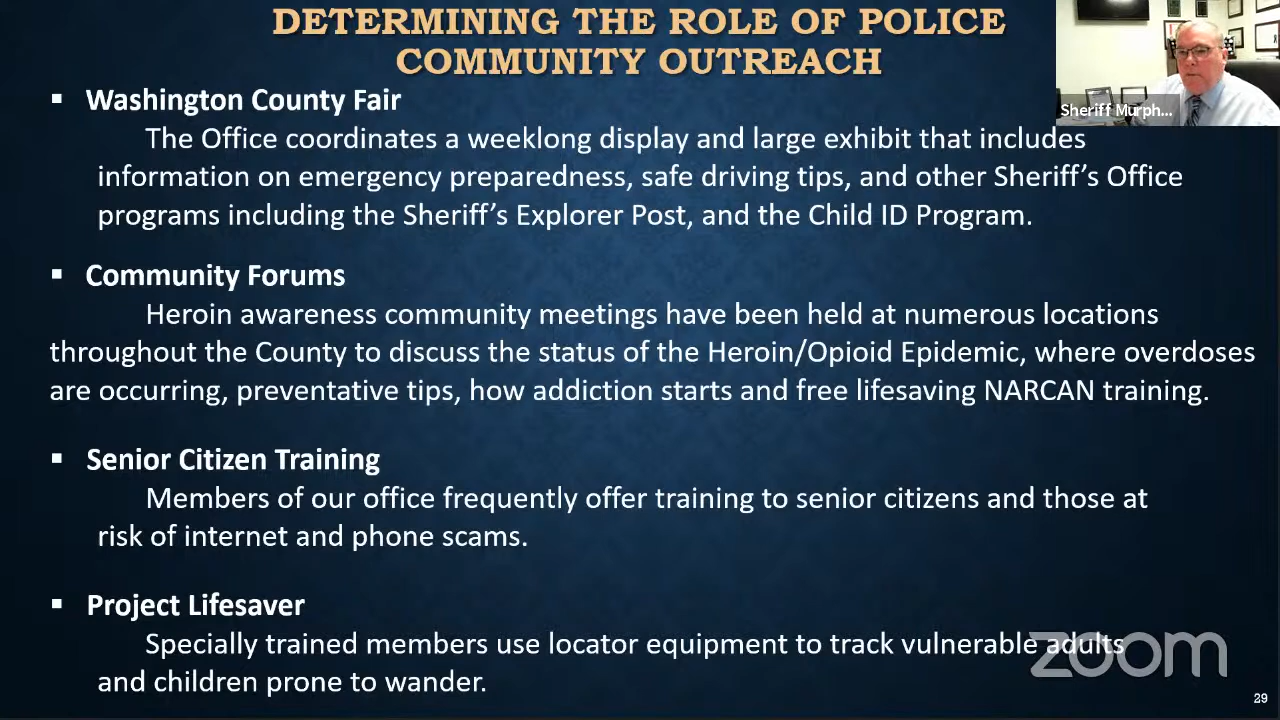 DETERMINING THE ROLE OF POLICE
COMMUNITY OUTREACH
Sheriff Murph...
▪ Washington County Fair
The Office coordinates a weeklong display and large exhibit that includes
information on emergency preparedness, safe driving tips, and other Sheriff’s Office
programs including the Sheriff’s Explorer Post, and the Child ID Program.
▪ Community Forums
Heroin awareness community meetings have been held at numerous locations
throughout the County to discuss the status of the Heroin/Opioid Epidemic, where overdoses
are occurring, preventative tips, how addiction starts and free lifesaving NARCAN training.
▪ Senior Citizen Training
Members of our office frequently offer training to senior citizens and those at
risk of internet and phone scams.
▪ Project Lifesaver
Specially trained members use locator equipment to track vulnerable adults
and children prone to wander.
zoom
29